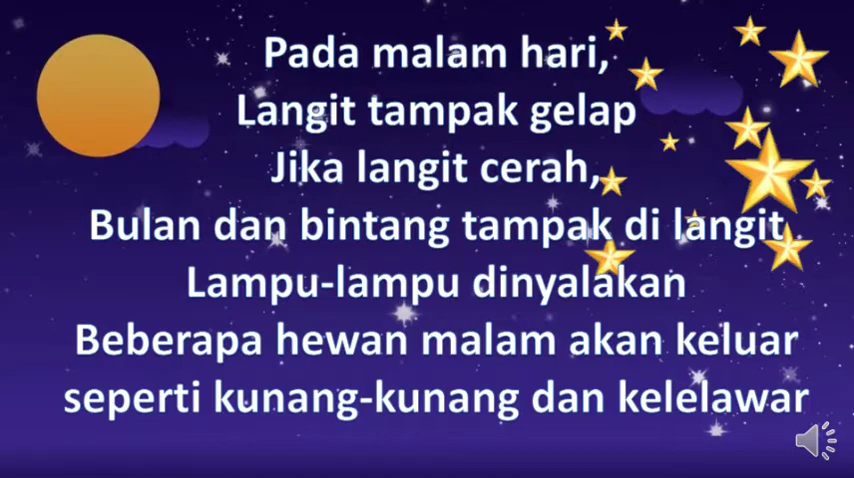 Pada malam hari,
Langit tampak gelap
Jika langit cerah,
Bulan dan bintang tampak di langit
Lampu-lampu dinyalakan
Beberapa hewan malam akan keluar
seperti kunang-kunang dan kelelawar